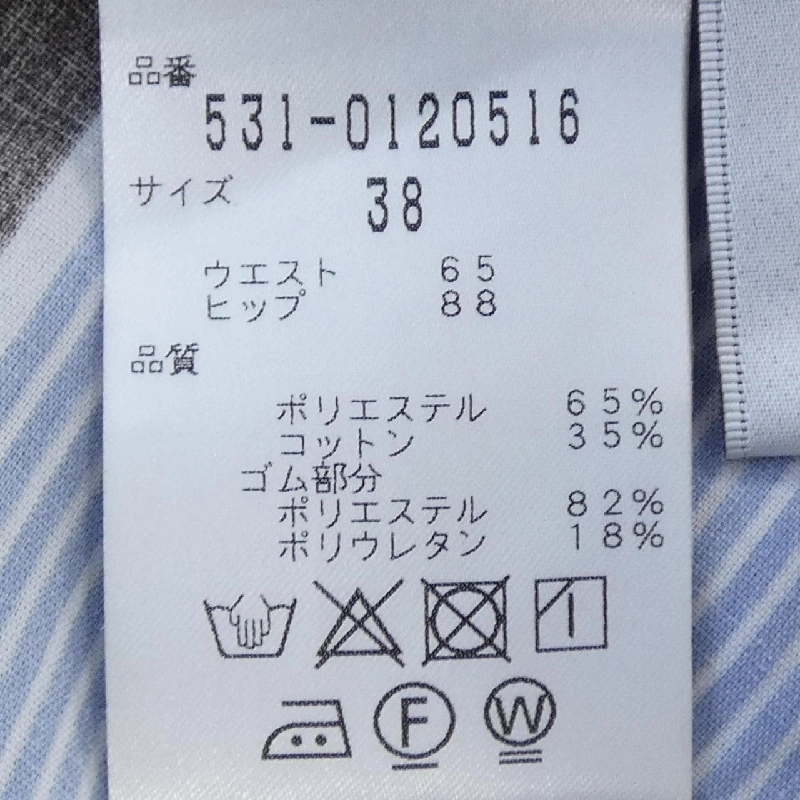 品番
531-0120516
サイズ 38
ウエスト 65
ヒップ 88
品質
ポリエステル 65%
コットン 35%
ゴム部分
ポリエステル 82%
ポリウレタン 18%
F W